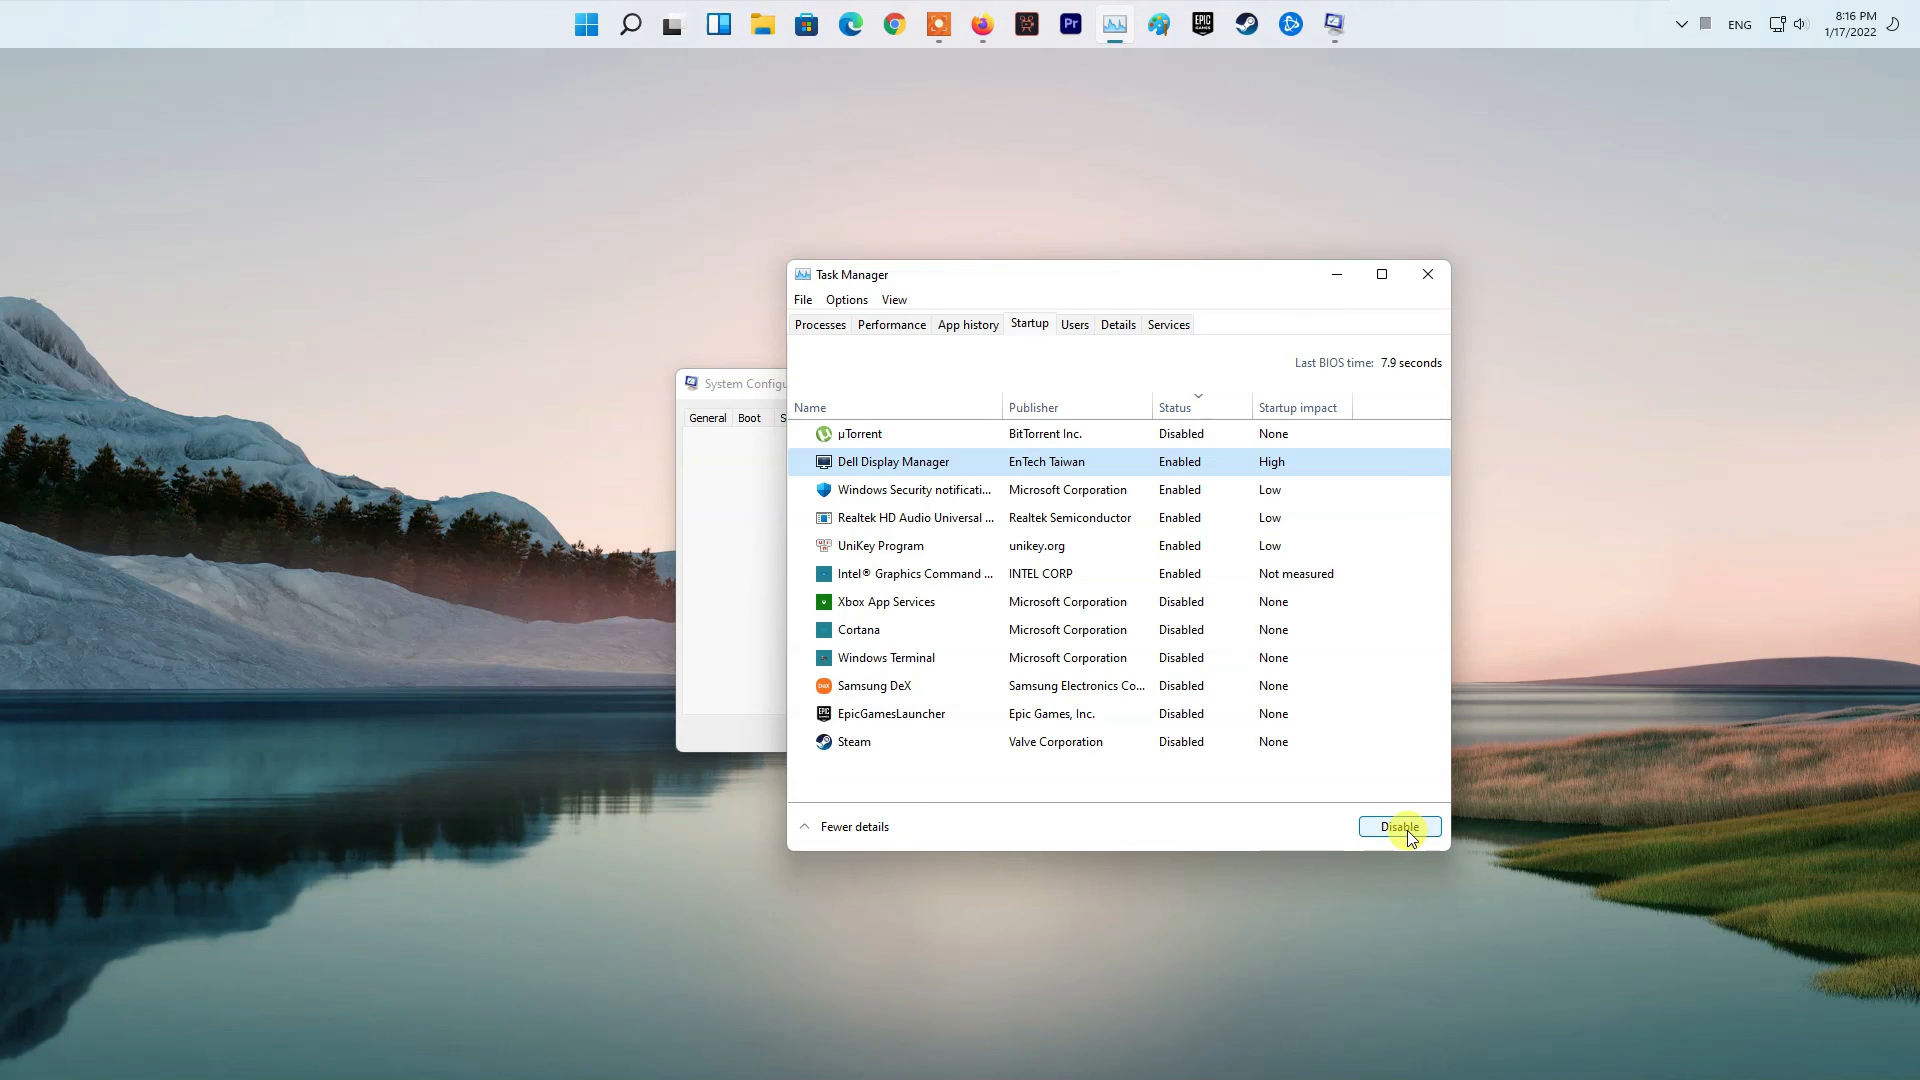 ENG
8:16 PM
1/17/2022
Pr
EPIC GAMES
Task Manager
File Options View
Processes Performance App history Startup Users Details Services
Last BIOS time: 7.9 seconds
System Configu
General Boot S
Name Publisher Status Startup impact
µTorrent BitTorrent Inc. Disabled None
Dell Display Manager EnTech Taiwan Enabled High
Windows Security notificati... Microsoft Corporation Enabled Low
Realtek HD Audio Universal ... Realtek Semiconductor Enabled Low
UniKey Program unikey.org Enabled Low
Intel® Graphics Command ... INTEL CORP Enabled Not measured
Xbox App Services Microsoft Corporation Disabled None
Cortana Microsoft Corporation Disabled None
Windows Terminal Microsoft Corporation Disabled None
DeX Samsung DeX Samsung Electronics Co... Disabled None
EPIC EpicGamesLauncher Epic Games, Inc. Disabled None
Steam Valve Corporation Disabled None
Fewer details Disable